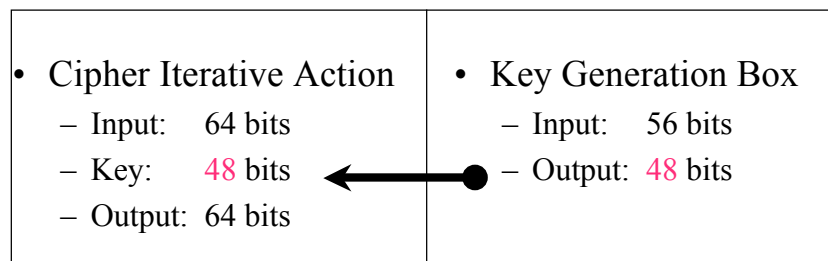 • Cipher Iterative Action
– Input: 64 bits
– Key: 48 bits
– Output: 64 bits
• Key Generation Box
– Input: 56 bits
– Output: 48 bits